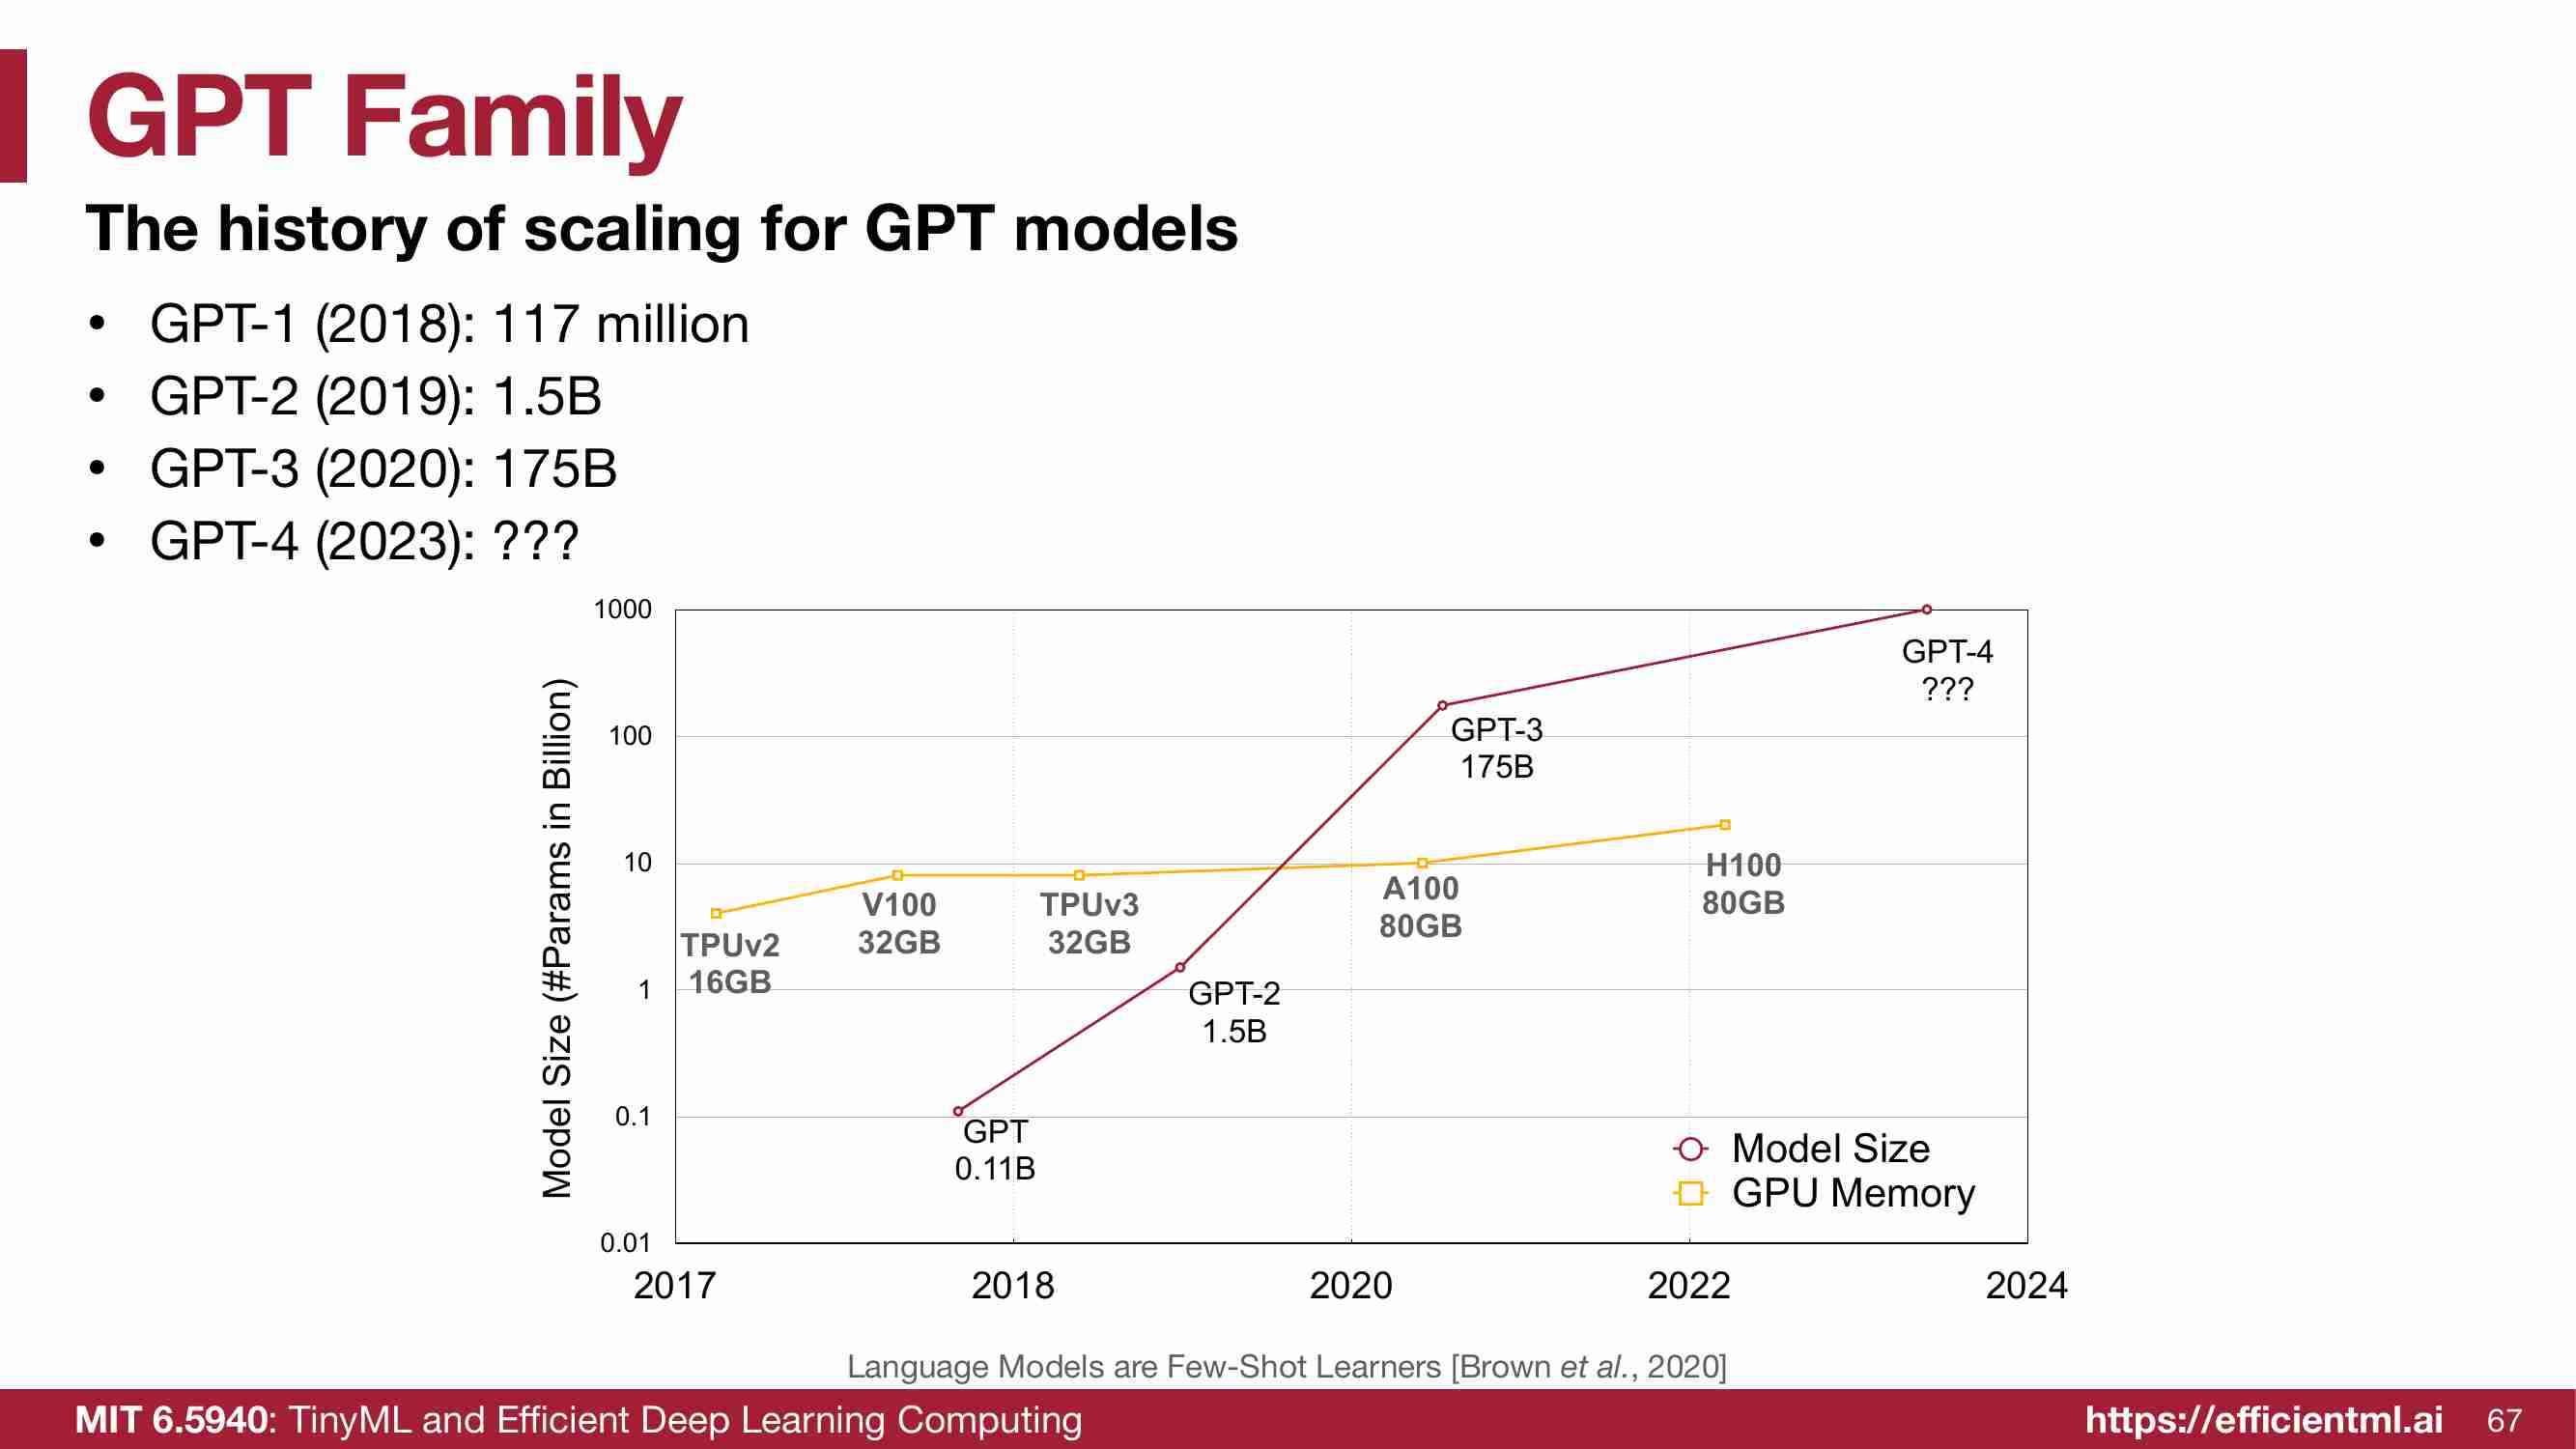 GPT Family
The history of scaling for GPT models
• GPT-1 (2018): 117 million
• GPT-2 (2019): 1.5B
• GPT-3 (2020): 175B
• GPT-4 (2023): ???
Model Size (#Params in Billion)
1000
100
10
1
0.1
0.01
2017
2018
2020
2022
2024
TPUv2
16GB
V100
32GB
TPUv3
32GB
A100
80GB
H100
80GB
GPT
0.11B
GPT-2
1.5B
GPT-3
175B
GPT-4
???
Model Size
GPU Memory
Language Models are Few-Shot Learners [Brown et al., 2020]
MIT 6.5940: TinyML and Efficient Deep Learning Computing
https://efficientml.ai
67